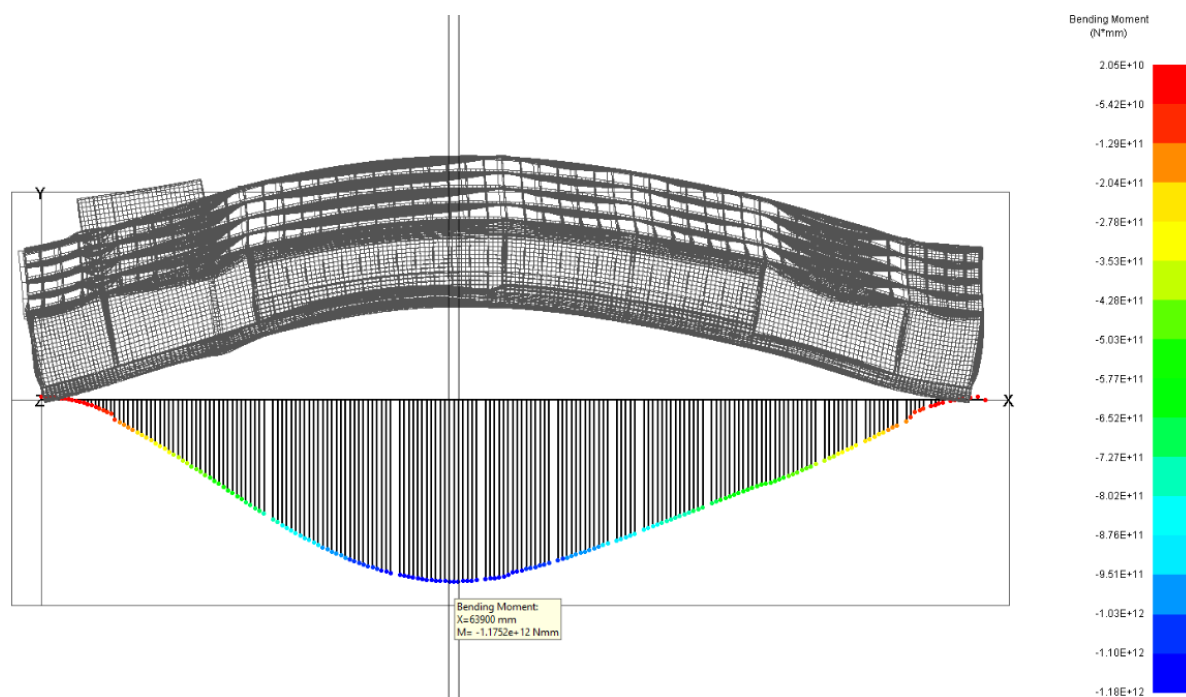 Bending Moment
(N*mm)
2.05E+10
-5.42E+10
-1.29E+11
-2.04E+11
-2.78E+11
-3.53E+11
-4.28E+11
-5.03E+11
-5.77E+11
-6.52E+11
-7.27E+11
-8.02E+11
-8.76E+11
-9.51E+11
-1.03E+12
-1.10E+12
-1.18E+12
Y
Z
X
Bending Moment:
X=63900 mm
M= -1.1752e+12 Nmm